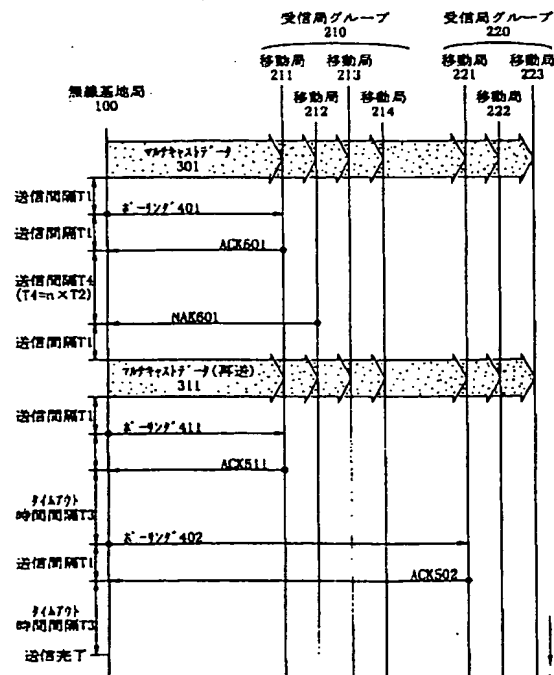 受信局グループ
210
受信局グループ
220
移動局
211
移動局
213
移動局
221
移動局
223
無線基地局
100
移動局
212
移動局
214
移動局
222
マルチキャストデータ
301
送信間隔T1
ポーリング401
送信間隔T1
ACK501
送信間隔T4
(T4=n×T2)
NAK601
送信間隔T1
マルチキャストデータ(再送)
311
送信間隔T1
ポーリング411
ACK511
タイムアウト
時間間隔T3
ポーリング402
送信間隔T1
ACK502
タイムアウト
時間間隔T3
送信完了